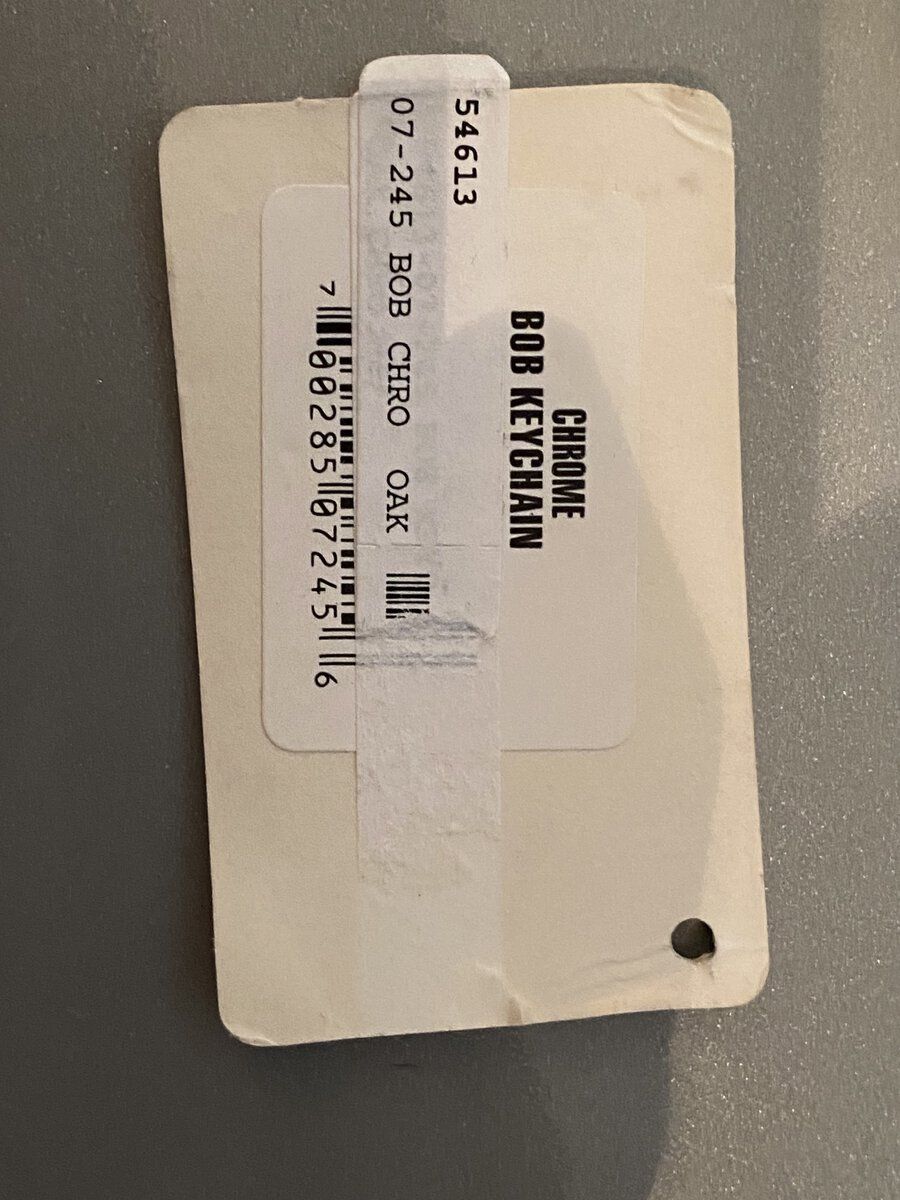 CHROME
BOB KEYCHAIN
54613
07-245 BOB CHRO OAK
7 00285 07245 6